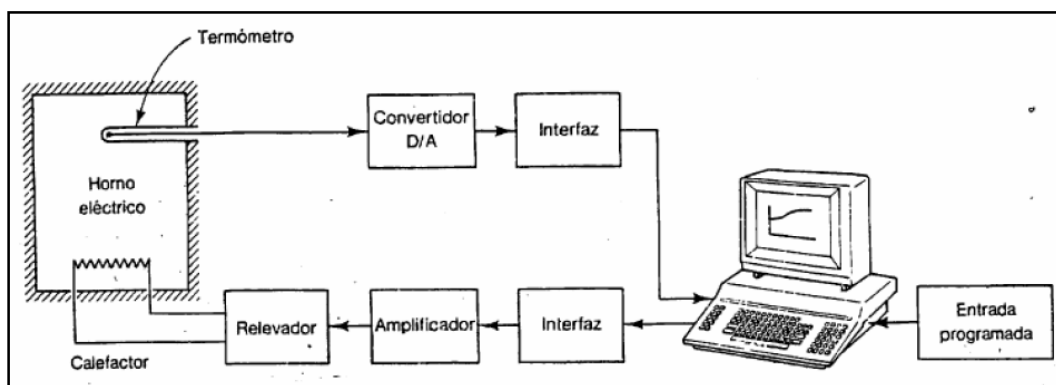 Termómetro
Convertidor
D/A
Interfaz
Horno
eléctrico
Relevador
Amplificador
Interfaz
Entrada
programada
Calefactor